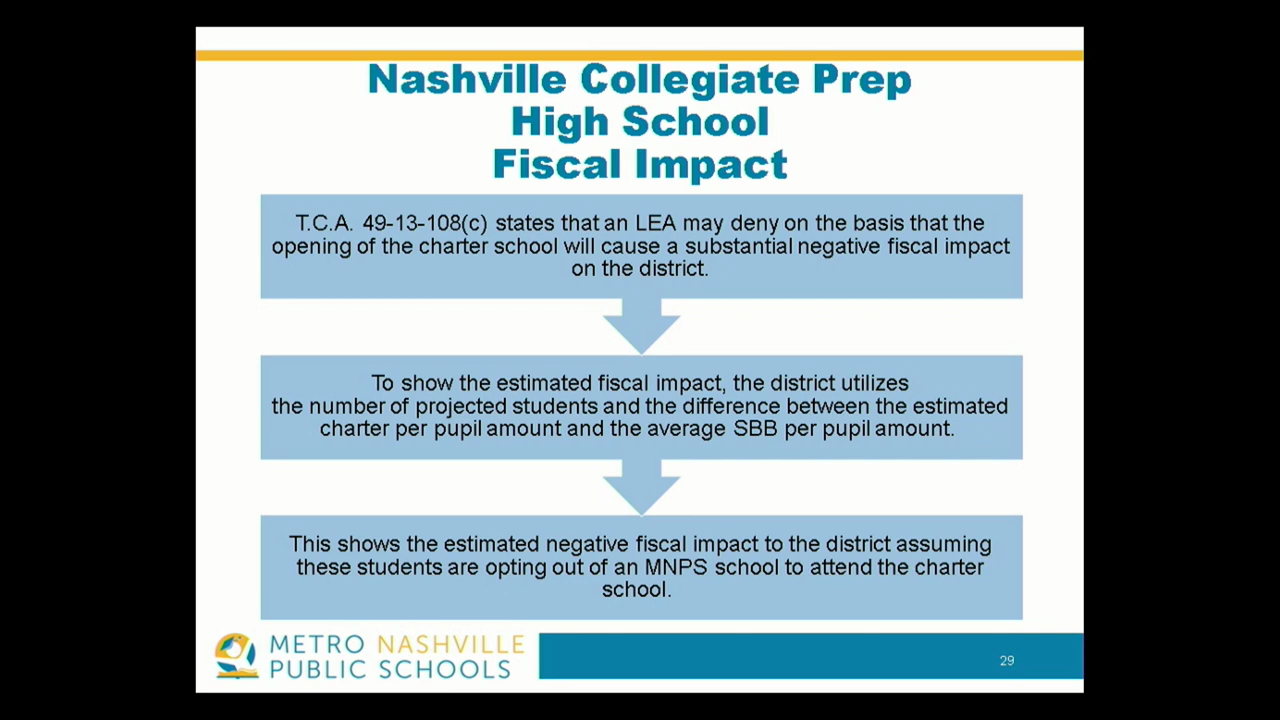 Nashville Collegiate Prep
High School
Fiscal Impact
T.C.A. 49-13-108(c) states that an LEA may deny on the basis that the
opening of the charter school will cause a substantial negative fiscal impact
on the district.
To show the estimated fiscal impact, the district utilizes
the number of projected students and the difference between the estimated
charter per pupil amount and the average SBB per pupil amount.
This shows the estimated negative fiscal impact to the district assuming
these students are opting out of an MNPS school to attend the charter
school.
METRO NASHVILLE
PUBLIC SCHOOLS
29